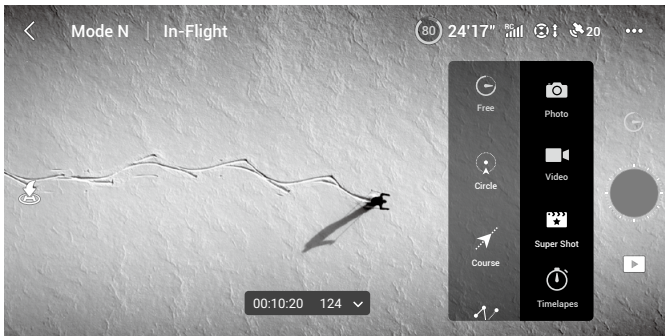 Mode N | In-Flight
80 24'17" RC 20
Free
Circle
Course
Photo
Video
Super Shot
Timelapes
00:10:20 124